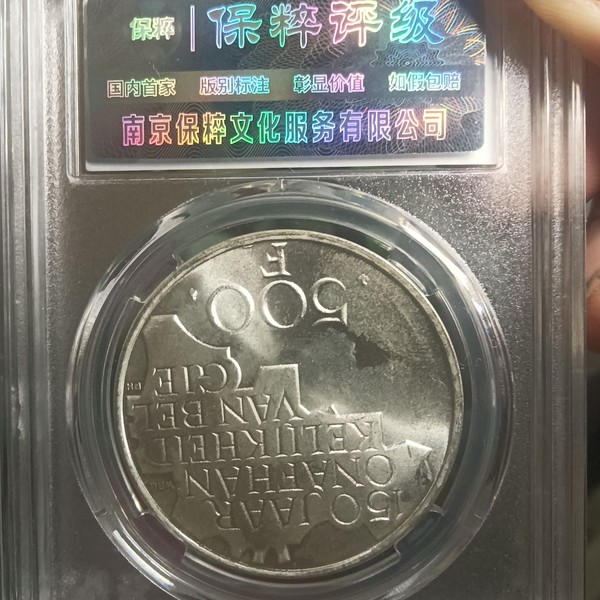 保粹 保粹评级
国内首家 版别标注 彰显价值 如假包赔
南京保粹文化服务有限公司
150 JAAR
ONAFHAN
KELIJKHEID
VAN BEL
GIE
500
F